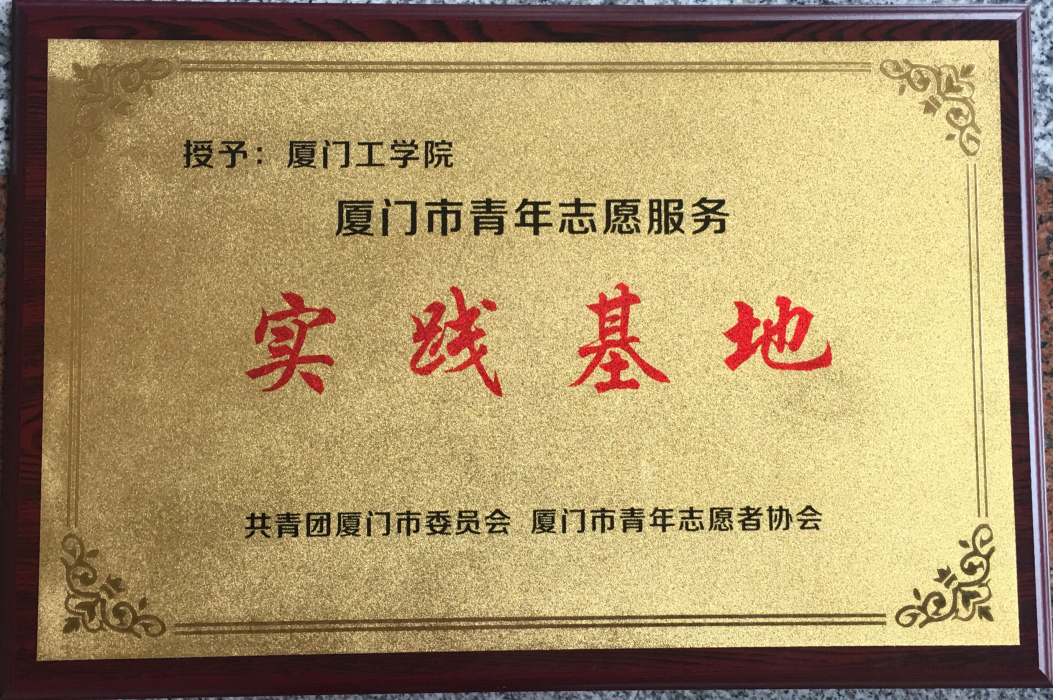 授予：厦门工学院
厦门市青年志愿服务
实践基地
共青团厦门市委员会 厦门市青年志愿者协会